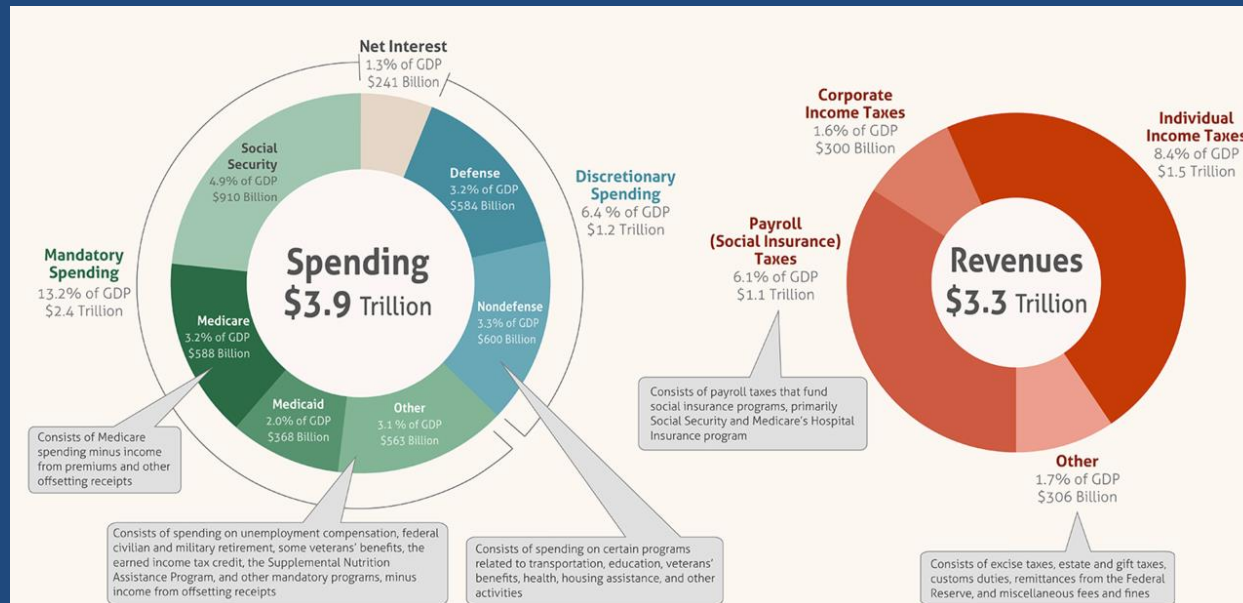 Net Interest
1.3% of GDP
$241 Billion
Social
Security
4.9% of GDP
$910 Billion
Defense
3.2% of GDP
$584 Billion
Discretionary
Spending
6.4 % of GDP
$1.2 Trillion
Mandatory
Spending
13.2% of GDP
$2.4 Trillion
Spending
$3.9 Trillion
Medicare
3.2% of GDP
$588 Billion
Nondefense
3.3% of GDP
$600 Billion
Medicaid
2.0% of GDP
$368 Billion
Other
3.1 % of GDP
$563 Billion
Consists of Medicare
spending minus income
from premiums and other
offsetting receipts
Consists of spending on unemployment compensation, federal
civilian and military retirement, some veterans’ benefits, the
earned income tax credit, the Supplemental Nutrition
Assistance Program, and other mandatory programs, minus
income from offsetting receipts
Consists of spending on certain programs
related to transportation, education, veterans’
benefits, health, housing assistance, and other
activities
Corporate
Income Taxes
1.6% of GDP
$300 Billion
Individual
Income Taxes
8.4% of GDP
$1.5 Trillion
Payroll
(Social Insurance)
Taxes
6.1% of GDP
$1.1 Trillion
Revenues
$3.3 Trillion
Consists of payroll taxes that fund
social insurance programs, primarily
Social Security and Medicare’s Hospital
Insurance program
Other
1.7% of GDP
$306 Billion
Consists of excise taxes, estate and gift taxes,
customs duties, remittances from the Federal
Reserve, and miscellaneous fees and fines